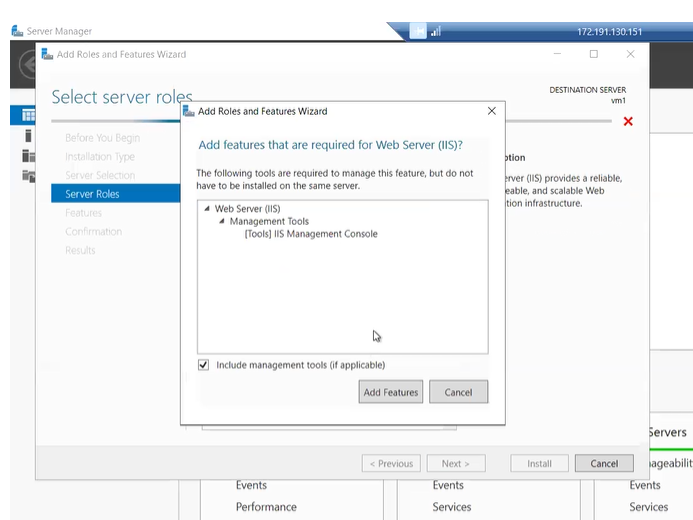 Server Manager
172.191.130.151
Add Roles and Features Wizard
Select server roles
DESTINATION SERVER
vm1
Before You Begin
Installation Type
Server Selection
Server Roles
Features
Confirmation
Results
Add Roles and Features Wizard
Add features that are required for Web Server (IIS)?
The following tools are required to manage this feature, but do not
have to be installed on the same server.
Web Server (IIS)
Management Tools
[Tools] IIS Management Console
Include management tools (if applicable)
Add Features
Cancel
ption
erver (IIS) provides a reliable,
eable, and scalable Web
tion infrastructure.
< Previous
Next >
Install
Cancel
Servers
nageabilit
Events
Events
Events
Performance
Services
Services